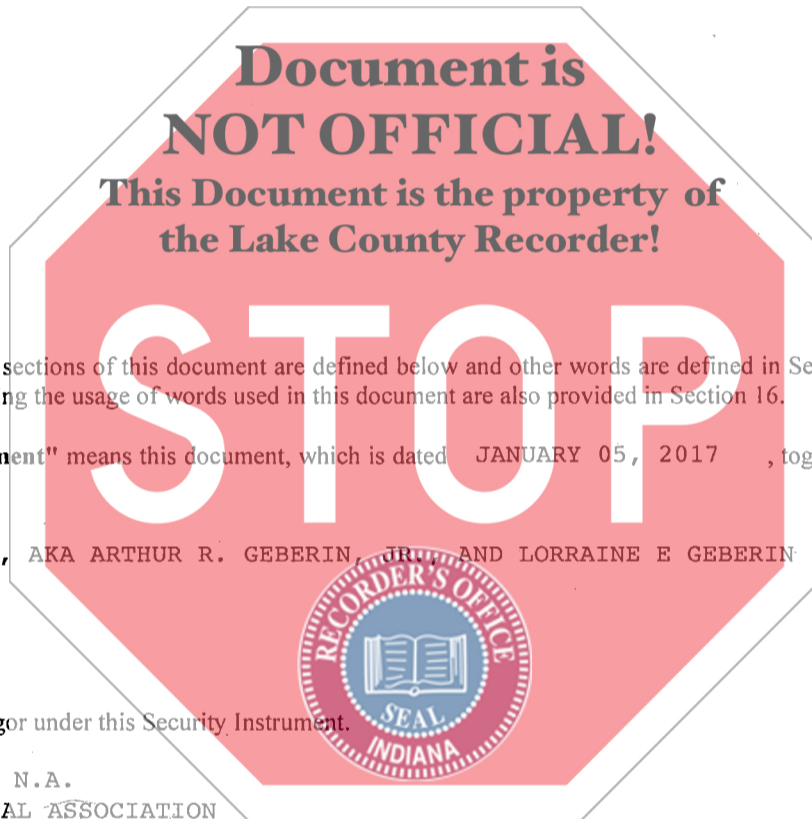 Document is
NOT OFFICIAL!
This Document is the property of
the Lake County Recorder!
STOP
sections of this document are defined below and other words are defined in Se
ng the usage of words used in this document are also provided in Section 16.
nent" means this document, which is dated JANUARY 05, 2017 , tog
, AKA ARTHUR R. GEBERIN, JR., AND LORRAINE E GEBERIN
RECORDER'S OFFICE
SEAL
INDIANA
gor under this Security Instrument.
N.A.
AL ASSOCIATION